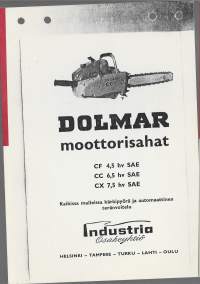 DOLMAR
moottorisahat
CF 4,5 hv SAE
CC 6,5 hv SAE
CX 7,5 hv SAE
Kaikissa malleissa kärkipyörä ja automaattinen
teränvoitelu
Industria
Osakeyhtiö
HELSINKI – TAMPERE – TURKU – LAHTI – OULU